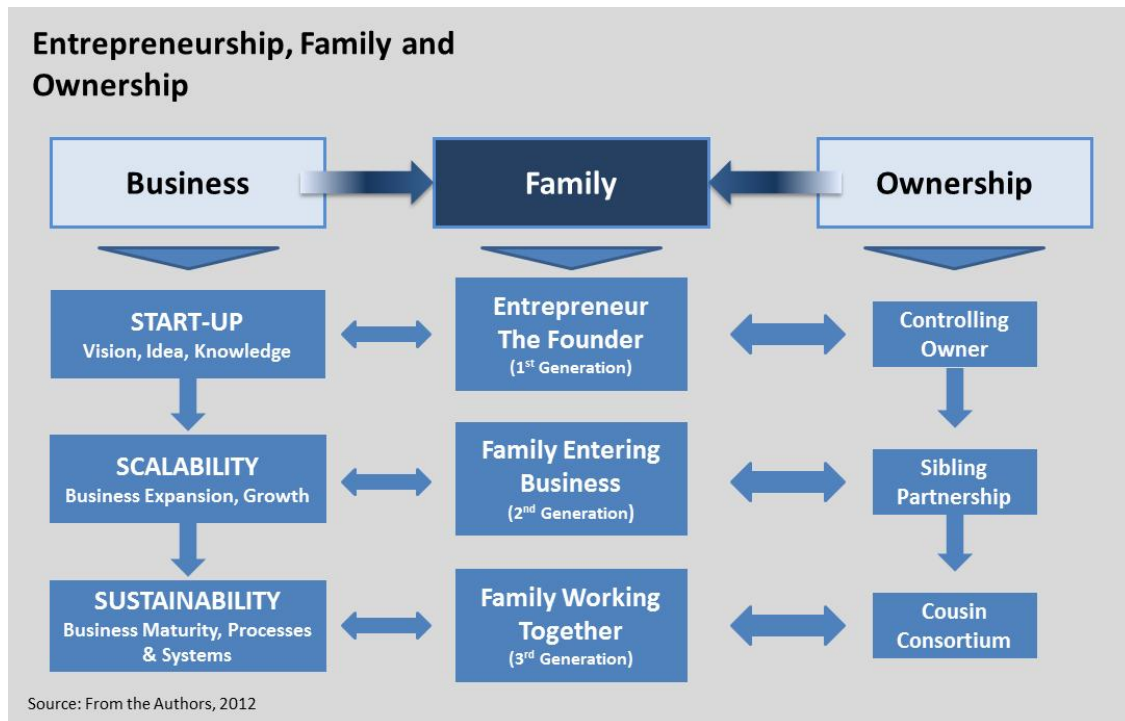 Entrepreneurship, Family and
Ownership
Business
Family
Ownership
START-UP
Vision, Idea, Knowledge
Entrepreneur
The Founder
(1st Generation)
Controlling
Owner
SCALABILITY
Business Expansion, Growth
Family Entering
Business
(2nd Generation)
Sibling
Partnership
SUSTAINABILITY
Business Maturity, Processes
& Systems
Family Working
Together
(3rd Generation)
Cousin
Consortium
Source: From the Authors, 2012